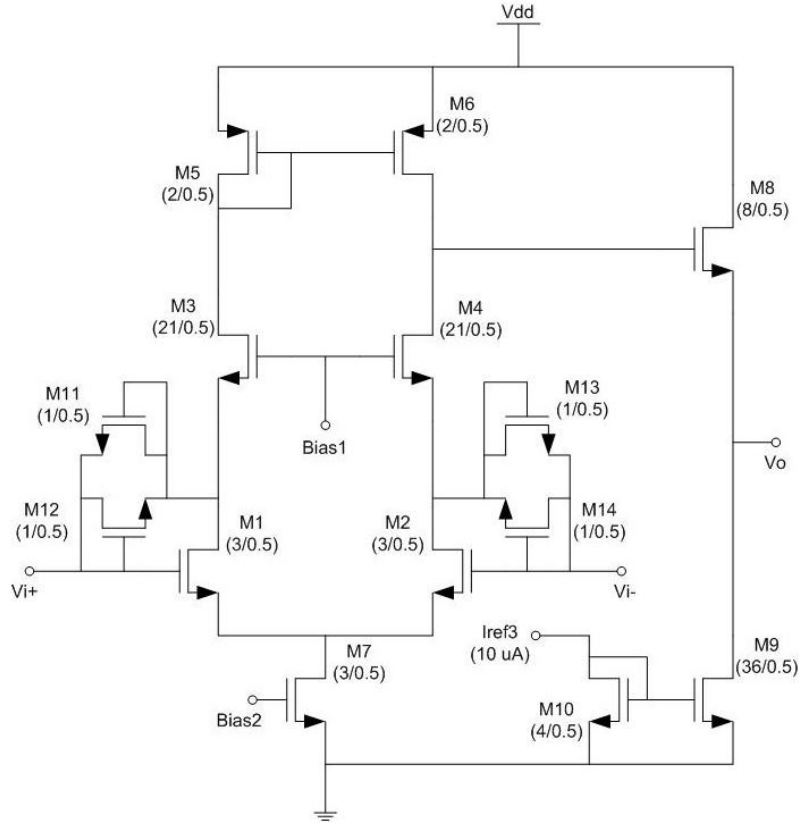 Vdd
M6
(2/0.5)
M5
(2/0.5)
M8
(8/0.5)
M3
(21/0.5)
M4
(21/0.5)
M11
(1/0.5)
M13
(1/0.5)
Bias1
Vo
M12
(1/0.5)
M1
(3/0.5)
M2
(3/0.5)
M14
(1/0.5)
Vi+
Vi-
M7
(3/0.5)
Iref3
(10 uA)
M9
(36/0.5)
Bias2
M10
(4/0.5)